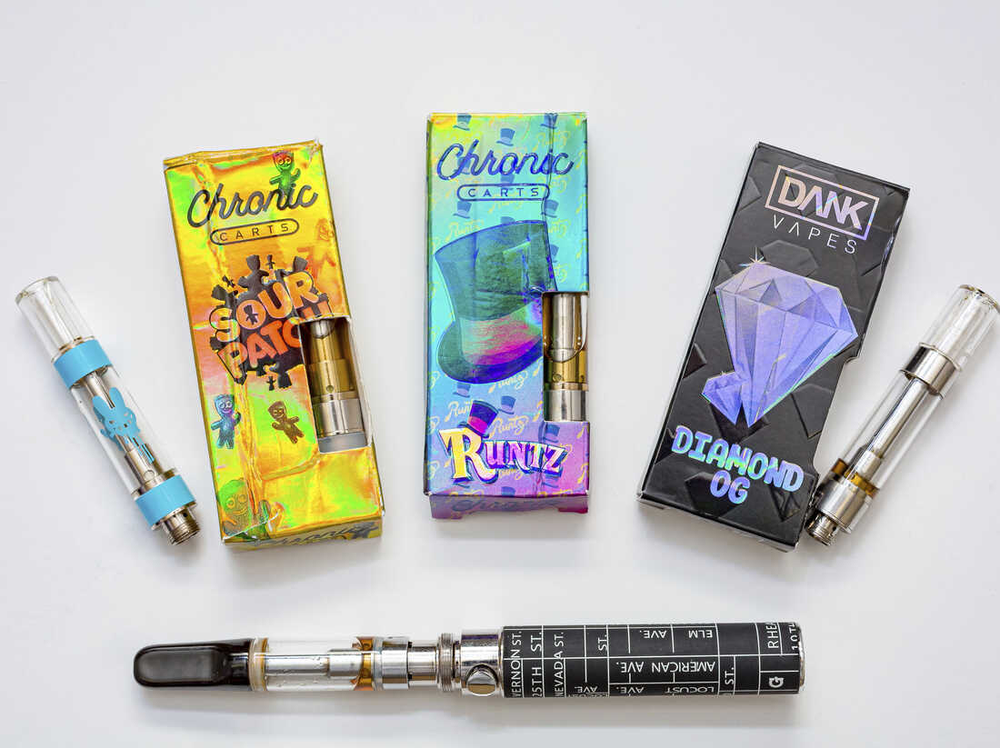 Chronic
CARTS
SOUR
PATCH
Chronic
CARTS
Runtz
RUNTZ
DANK
VAPES
DIAMOND
OG
VERNON ST.
25TH ST.
NEVADA ST.
ST.
AVE.
ELM
AMERICAN AVE.
LOCUST
AVE.
ST.